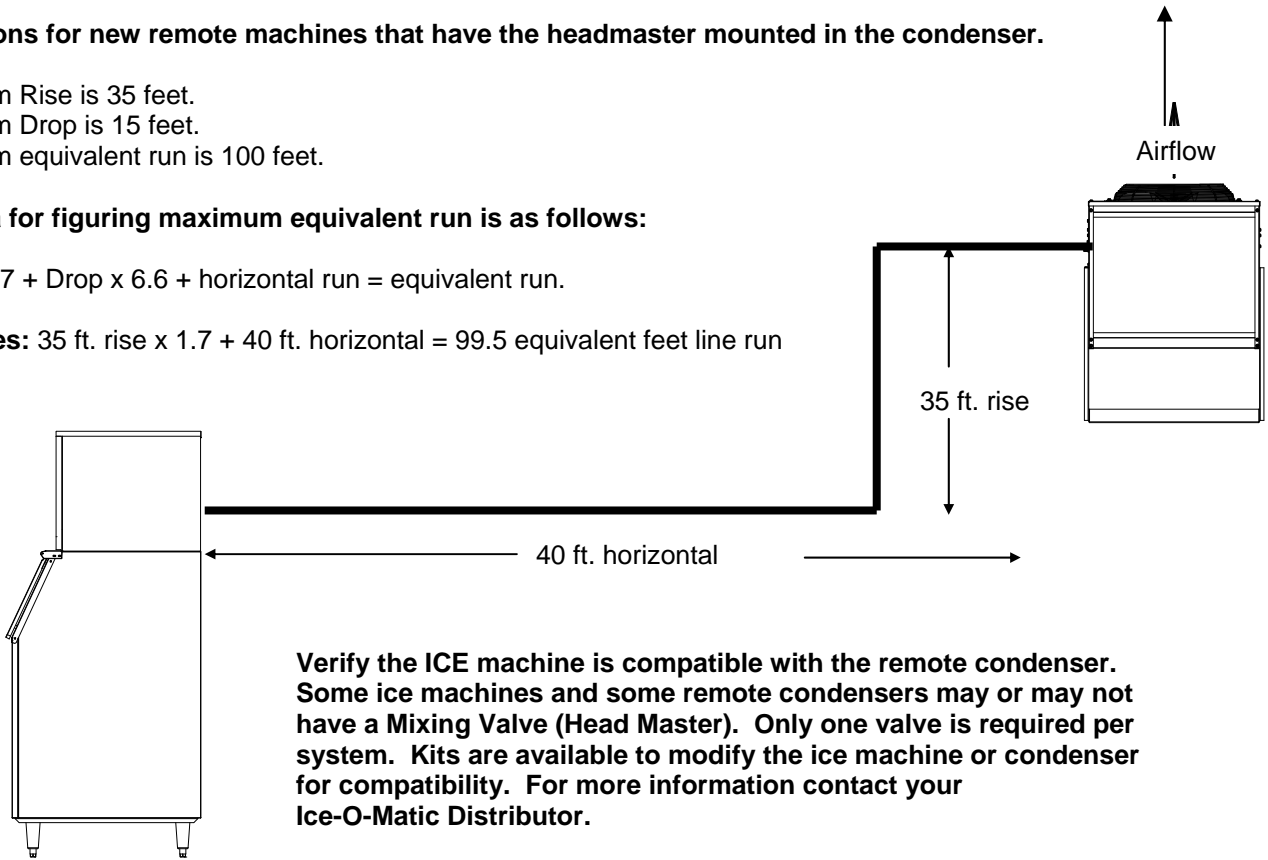 ons for new remote machines that have the headmaster mounted in the condenser.
m Rise is 35 feet.
m Drop is 15 feet.
m equivalent run is 100 feet.
Airflow
for figuring maximum equivalent run is as follows:
7 + Drop x 6.6 + horizontal run = equivalent run.
es: 35 ft. rise x 1.7 + 40 ft. horizontal = 99.5 equivalent feet line run
35 ft. rise
40 ft. horizontal
Verify the ICE machine is compatible with the remote condenser.
Some ice machines and some remote condensers may or may not
have a Mixing Valve (Head Master). Only one valve is required per
system. Kits are available to modify the ice machine or condenser
for compatibility. For more information contact your
Ice-O-Matic Distributor.